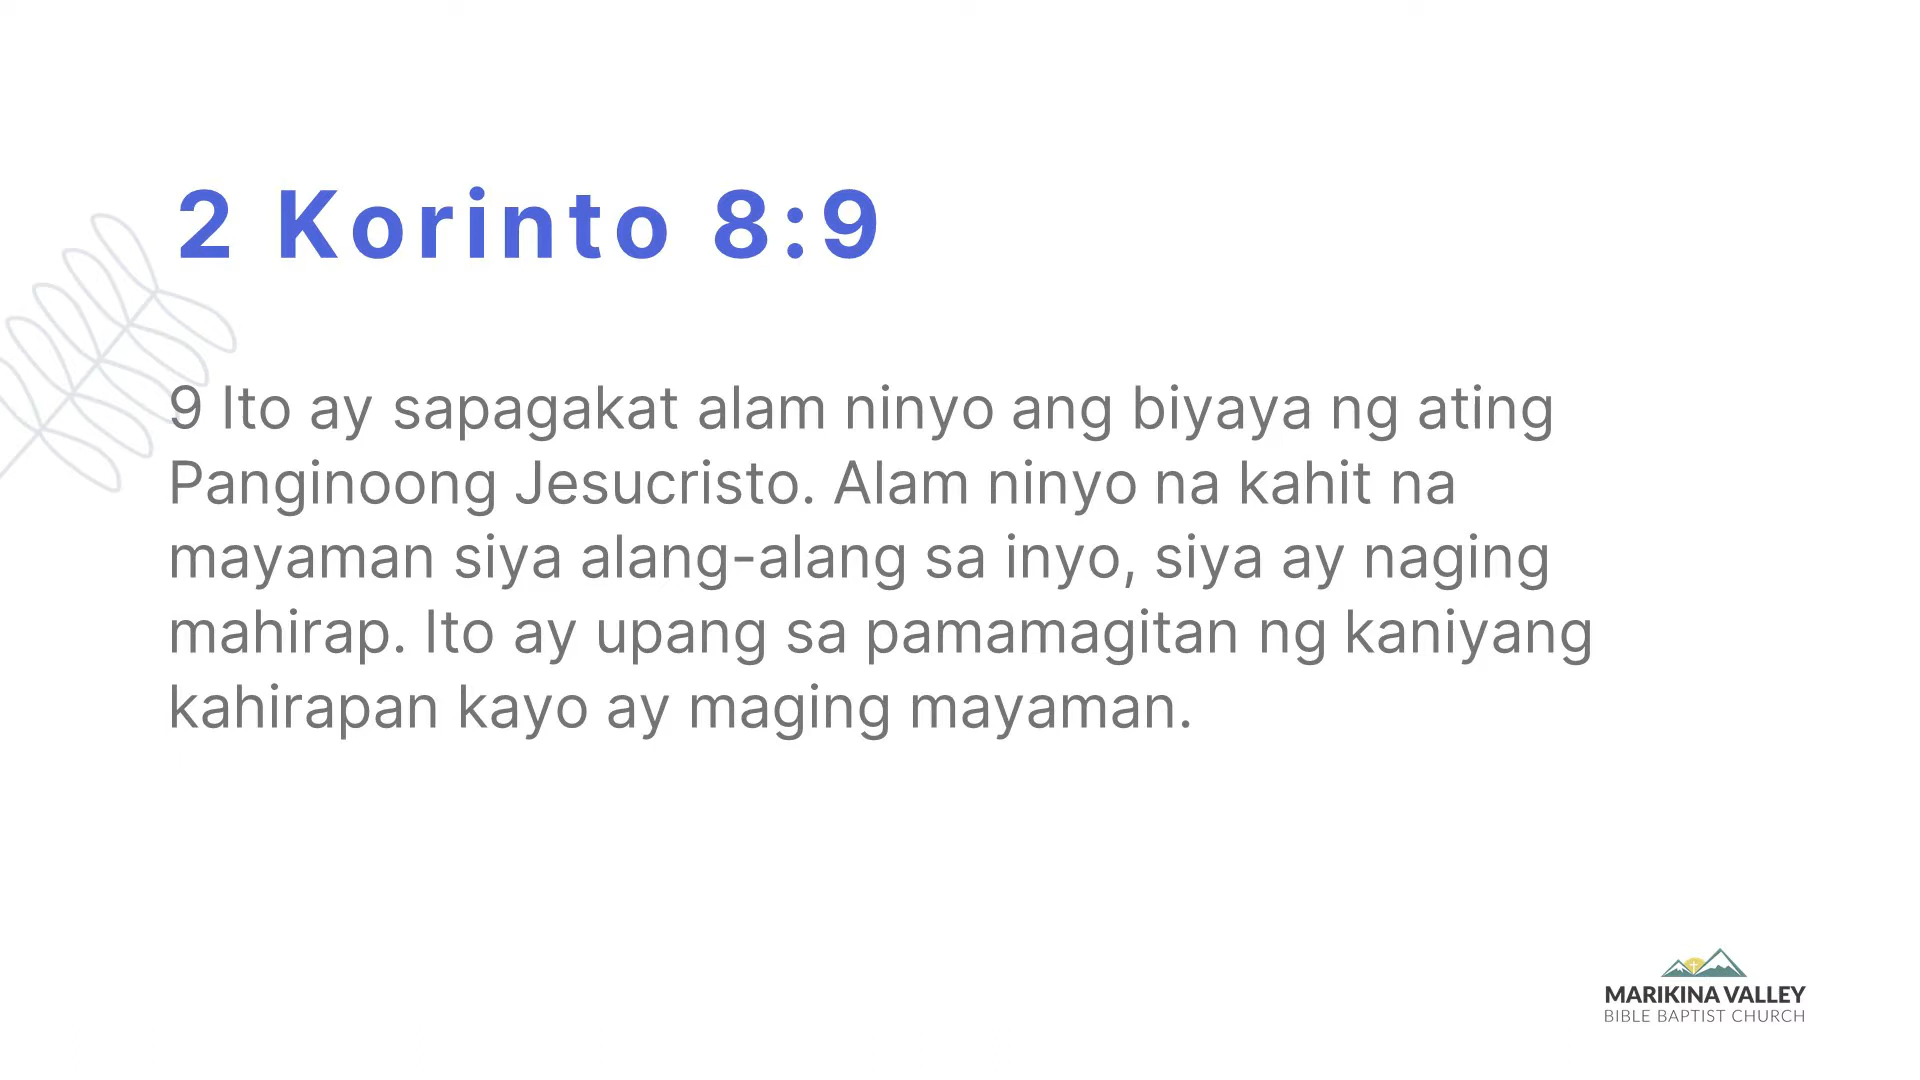 2 Korinto 8:9
9 Ito ay sapagakat alam ninyo ang biyaya ng ating
Panginoong Jesucristo. Alam ninyo na kahit na
mayaman siya alang-alang sa inyo, siya ay naging
mahirap. Ito ay upang sa pamamagitan ng kaniyang
kahirapan kayo ay maging mayaman.
MARIKINA VALLEY
BIBLE BAPTIST CHURCH